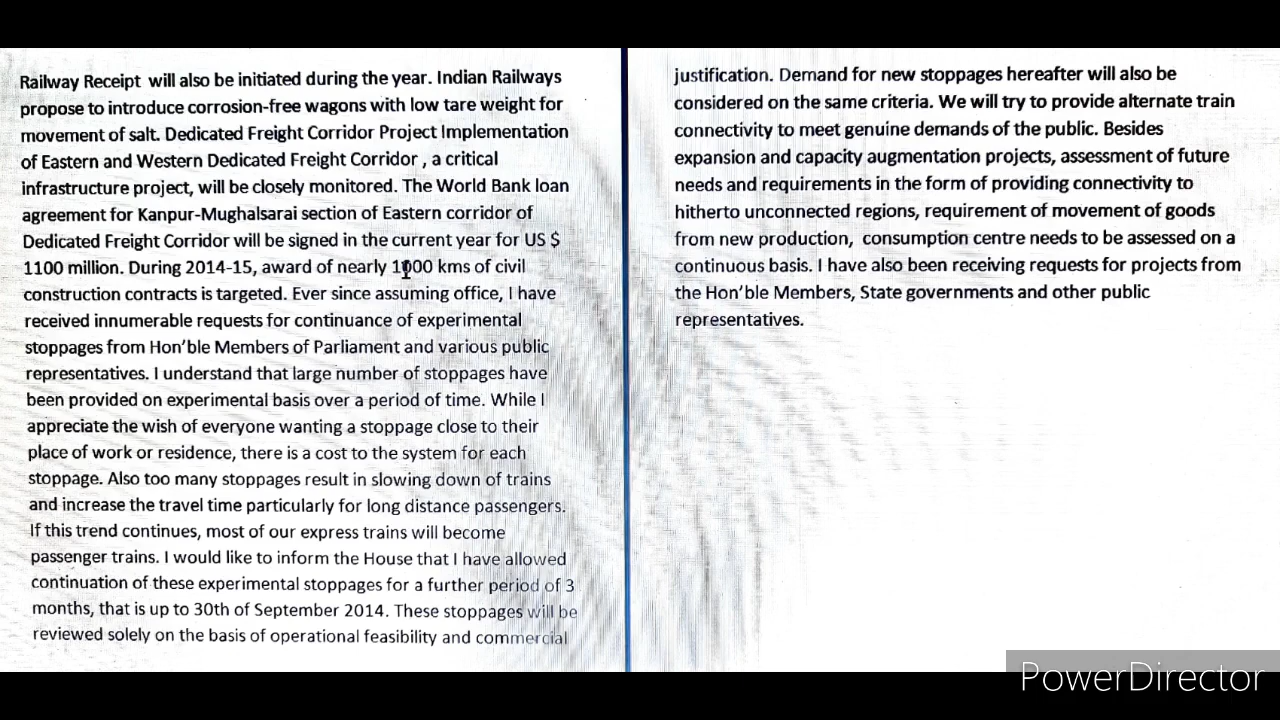 Railway Receipt will also be initiated during the year. Indian Railways
propose to introduce corrosion-free wagons with low tare weight for
movement of salt. Dedicated Freight Corridor Project Implementation
of Eastern and Western Dedicated Freight Corridor , a critical
infrastructure project, will be closely monitored. The World Bank loan
agreement for Kanpur-Mughalsarai section of Eastern corridor of
Dedicated Freight Corridor will be signed in the current year for US $
1100 million. During 2014-15, award of nearly 1000 kms of civil
construction contracts is targeted. Ever since assuming office, I have
received innumerable requests for continuance of experimental
stoppages from Hon'ble Members of Parliament and various public
representatives. I understand that large number of stoppages have
been provided on experimental basis over a period of time. While I
appreciate the wish of everyone wanting a stoppage close to their
place of work or residence, there is a cost to the system for each
stoppage. Also too many stoppages result in slowing down of trains
and increase the travel time particularly for long distance passengers.
If this trend continues, most of our express trains will become
passenger trains. I would like to inform the House that I have allowed
continuation of these experimental stoppages for a further period of 3
months, that is up to 30th of September 2014. These stoppages will be
reviewed solely on the basis of operational feasibility and commercial
justification. Demand for new stoppages hereafter will also be
considered on the same criteria. We will try to provide alternate train
connectivity to meet genuine demands of the public. Besides
expansion and capacity augmentation projects, assessment of future
needs and requirements in the form of providing connectivity to
hitherto unconnected regions, requirement of movement of goods
from new production, consumption centre needs to be assessed on a
continuous basis. I have also been receiving requests for projects from
the Hon'ble Members, State governments and other public
representatives.
PowerDirector